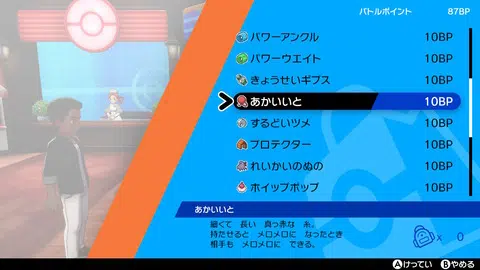 バトルポイント 87BP
パワーアンクル 10BP
パワーウエイト 10BP
きょうせいギプス 10BP
あかいいと 10BP
するどいツメ 10BP
プロテクター 10BP
れいかいのぬの 10BP
ホイップポップ 10BP
あかいいと
細くて 長い 真っ赤な 糸。
持たせると メロメロに なったとき
相手も メロメロに できる。
x 0
Aけってい Bやめる